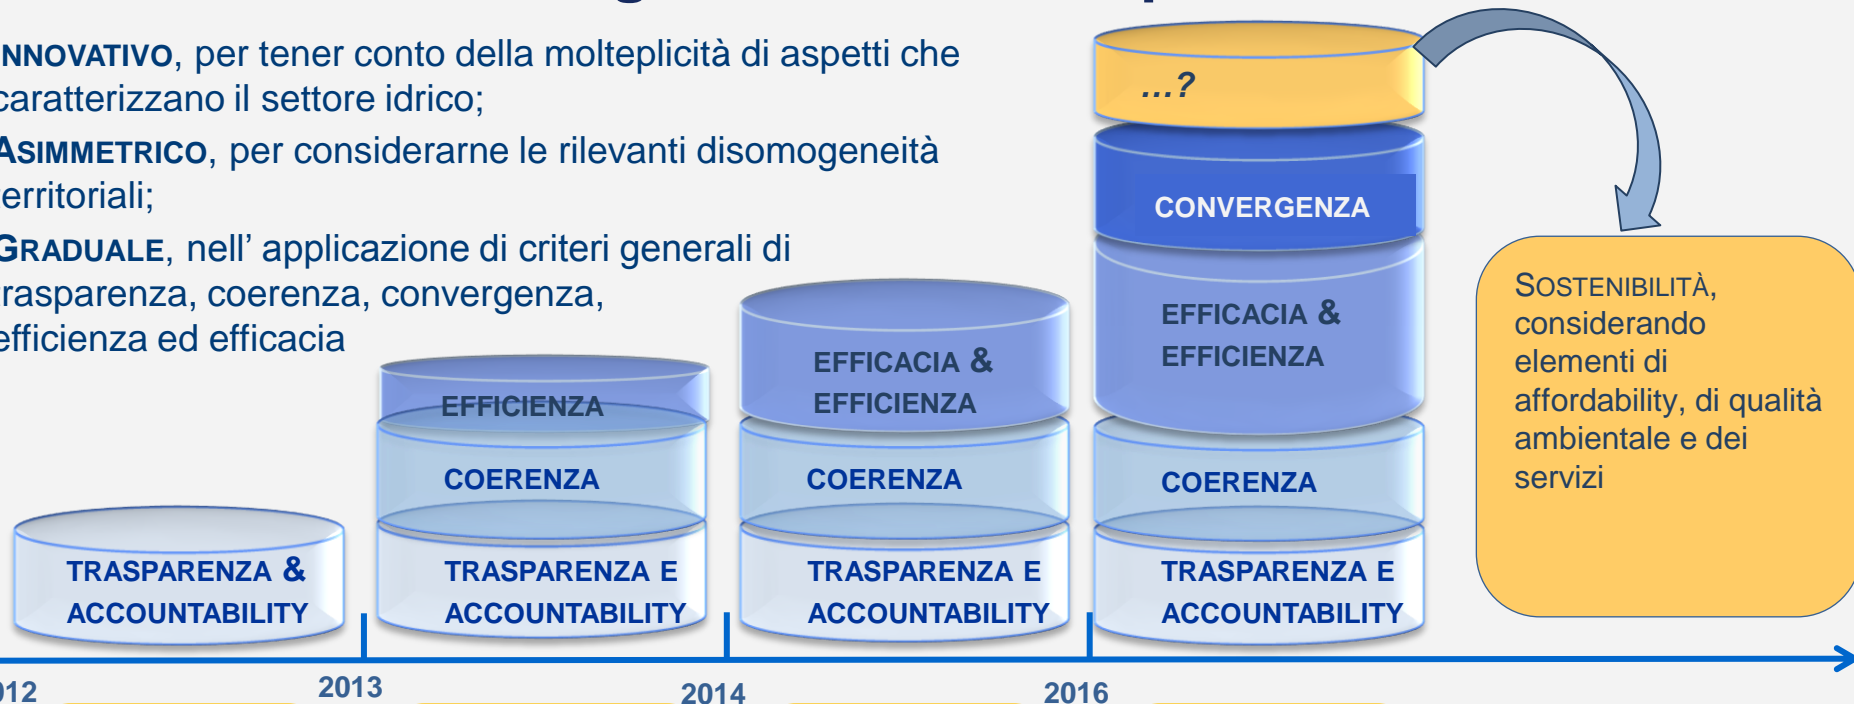 INNOVATIVO, per tener conto della molteplicità di aspetti che
caratterizzano il settore idrico;
ASIMMETRICO, per considerarne le rilevanti disomogeneità
territoriali;
GRADUALE, nell' applicazione di criteri generali di
trasparenza, coerenza, convergenza,
efficienza ed efficacia
TRASPARENZA &
ACCOUNTABILITY
EFFICIENZA
COERENZA
TRASPARENZA E
ACCOUNTABILITY
EFFICACIA &
EFFICIENZA
COERENZA
TRASPARENZA E
ACCOUNTABILITY
...?
CONVERGENZA
EFFICACIA &
EFFICIENZA
COERENZA
TRASPARENZA E
ACCOUNTABILITY
SOSTENIBILITÀ,
considerando
elementi di
affordability, di qualità
ambientale e dei
servizi
2012
2013
2014
2016